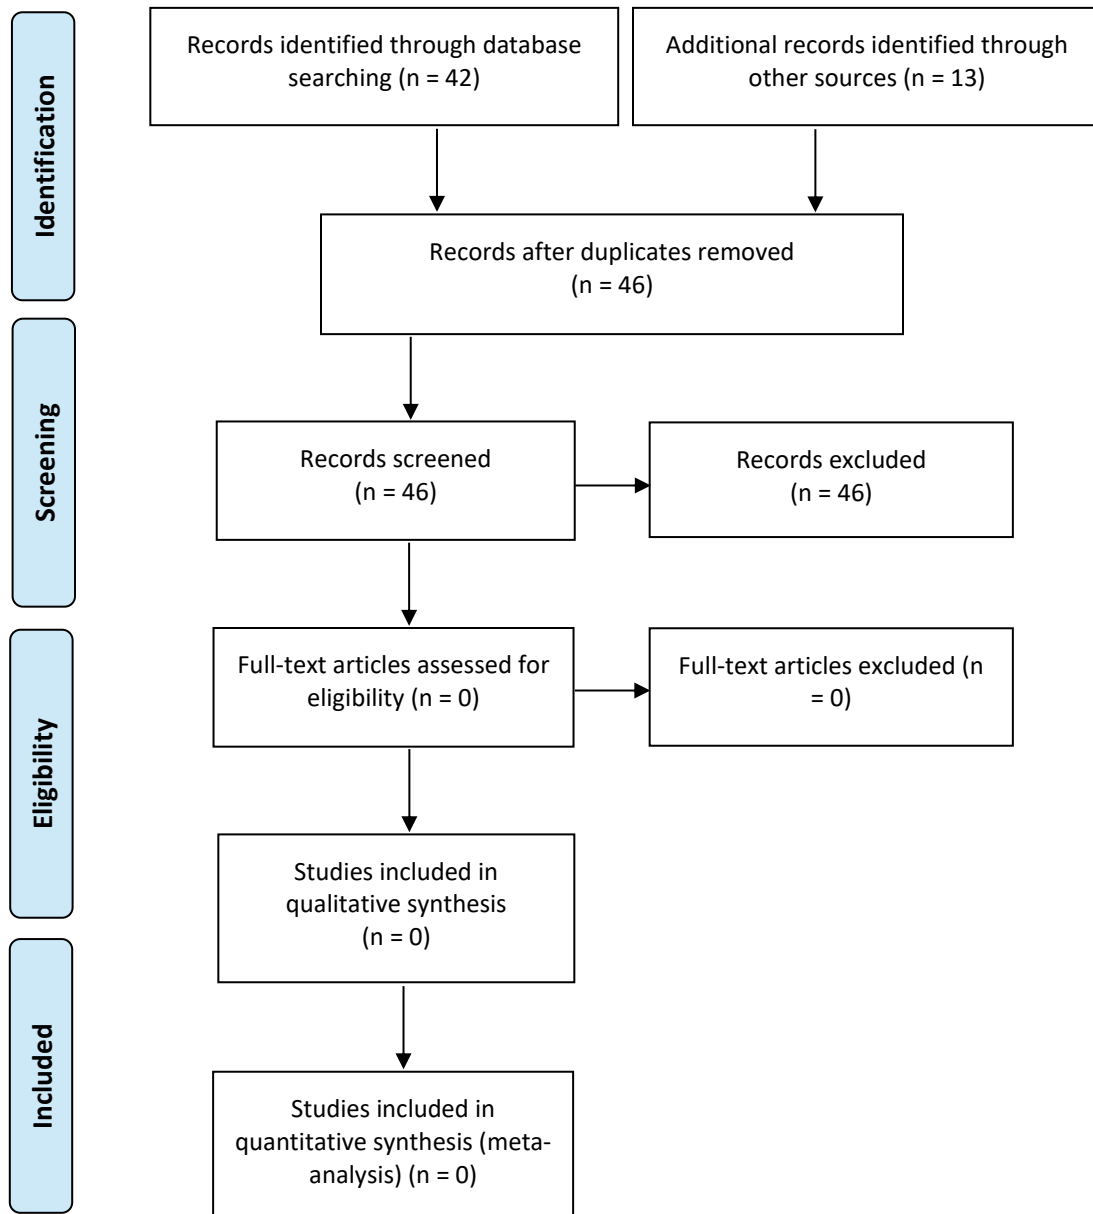 Identification
Records identified through database
searching (n = 42)
Additional records identified through
other sources (n = 13)
Records after duplicates removed
(n = 46)
Screening
Records screened
(n = 46)
Records excluded
(n = 46)
Eligibility
Full-text articles assessed for
eligibility (n = 0)
Full-text articles excluded (n
= 0)
Studies included in
qualitative synthesis
(n = 0)
Included
Studies included in
quantitative synthesis (meta-
analysis) (n = 0)